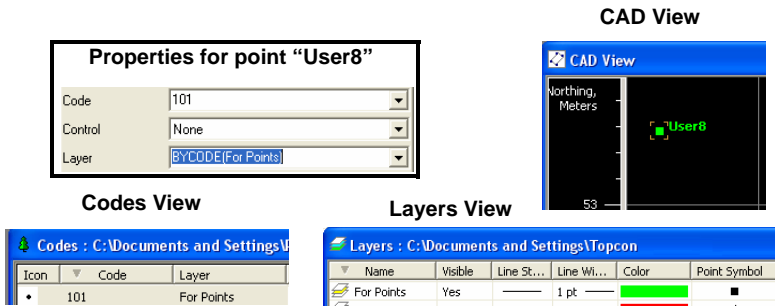 CAD View
Properties for point “User8”
Code 101
Control None
Layer BYCODE(For Points)
CAD View
Northing,
Meters
User8
53
Codes View
Layers View
Codes : C:\Documents and Settings\
Icon Code Layer
101 For Points
Layers : C:\Documents and Settings\Topcon
Name Visible Line St... Line Wi... Color Point Symbol
For Points Yes 1 pt